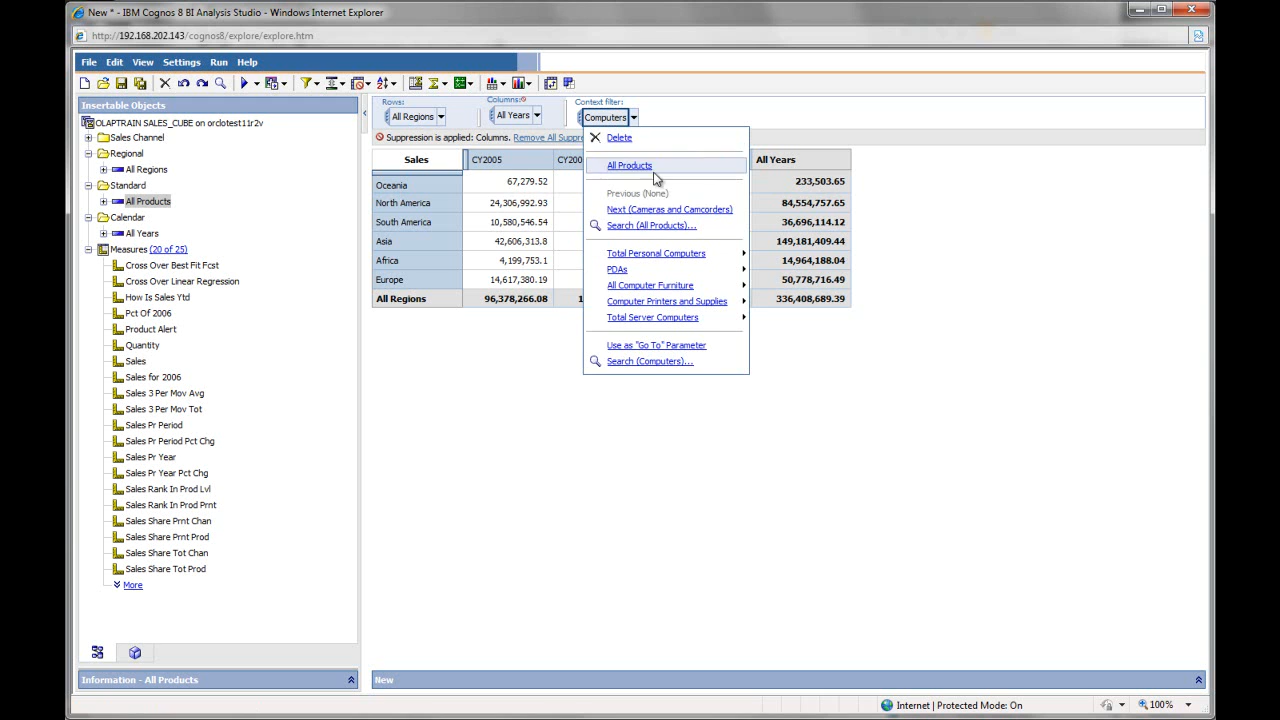 New * - IBM Cognos 8 BI Analysis Studio - Windows Internet Explorer
http://192.168.202.143/cognos8/explore/explore.htm
File Edit View Settings Run Help
Insertable Objects
OLAPTRAIN SALES_CUBE on orclotest11r2v
Sales Channel
Regional
All Regions
Standard
All Products
Calendar
All Years
Measures (20 of 25)
Cross Over Best Fit Fcst
Cross Over Linear Regression
How Is Sales Ytd
Pct Of 2006
Product Alert
Quantity
Sales
Sales for 2006
Sales 3 Per Mov Avg
Sales 3 Per Mov Tot
Sales Pr Period
Sales Pr Period Pct Chg
Sales Pr Year
Sales Pr Year Pct Chg
Sales Rank In Prod Lvl
Sales Rank In Prod Prnt
Sales Share Prnt Chan
Sales Share Prnt Prod
Sales Share Tot Chan
Sales Share Tot Prod
More
Information - All Products
Rows: Columns: Context filter:
All Regions All Years Computers
Suppression is applied: Columns. Remove All Suppre
Sales CY2005 CY200 All Years
Oceania 67,279.52 233,503.65
North America 24,306,992.93 84,554,757.65
South America 10,580,546.54 36,696,114.12
Asia 42,606,313.8 149,181,409.44
Africa 4,199,753.1 14,964,188.04
Europe 14,617,380.19 50,778,716.49
All Regions 96,378,266.08 1 336,408,689.39
Delete
All Products
Previous (None)
Next (Cameras and Camcorders)
Search (All Products)...
Total Personal Computers
PDAs
All Computer Furniture
Computer Printers and Supplies
Total Server Computers
Use as "Go To" Parameter
Search (Computers)...
New
Internet | Protected Mode: On
100%